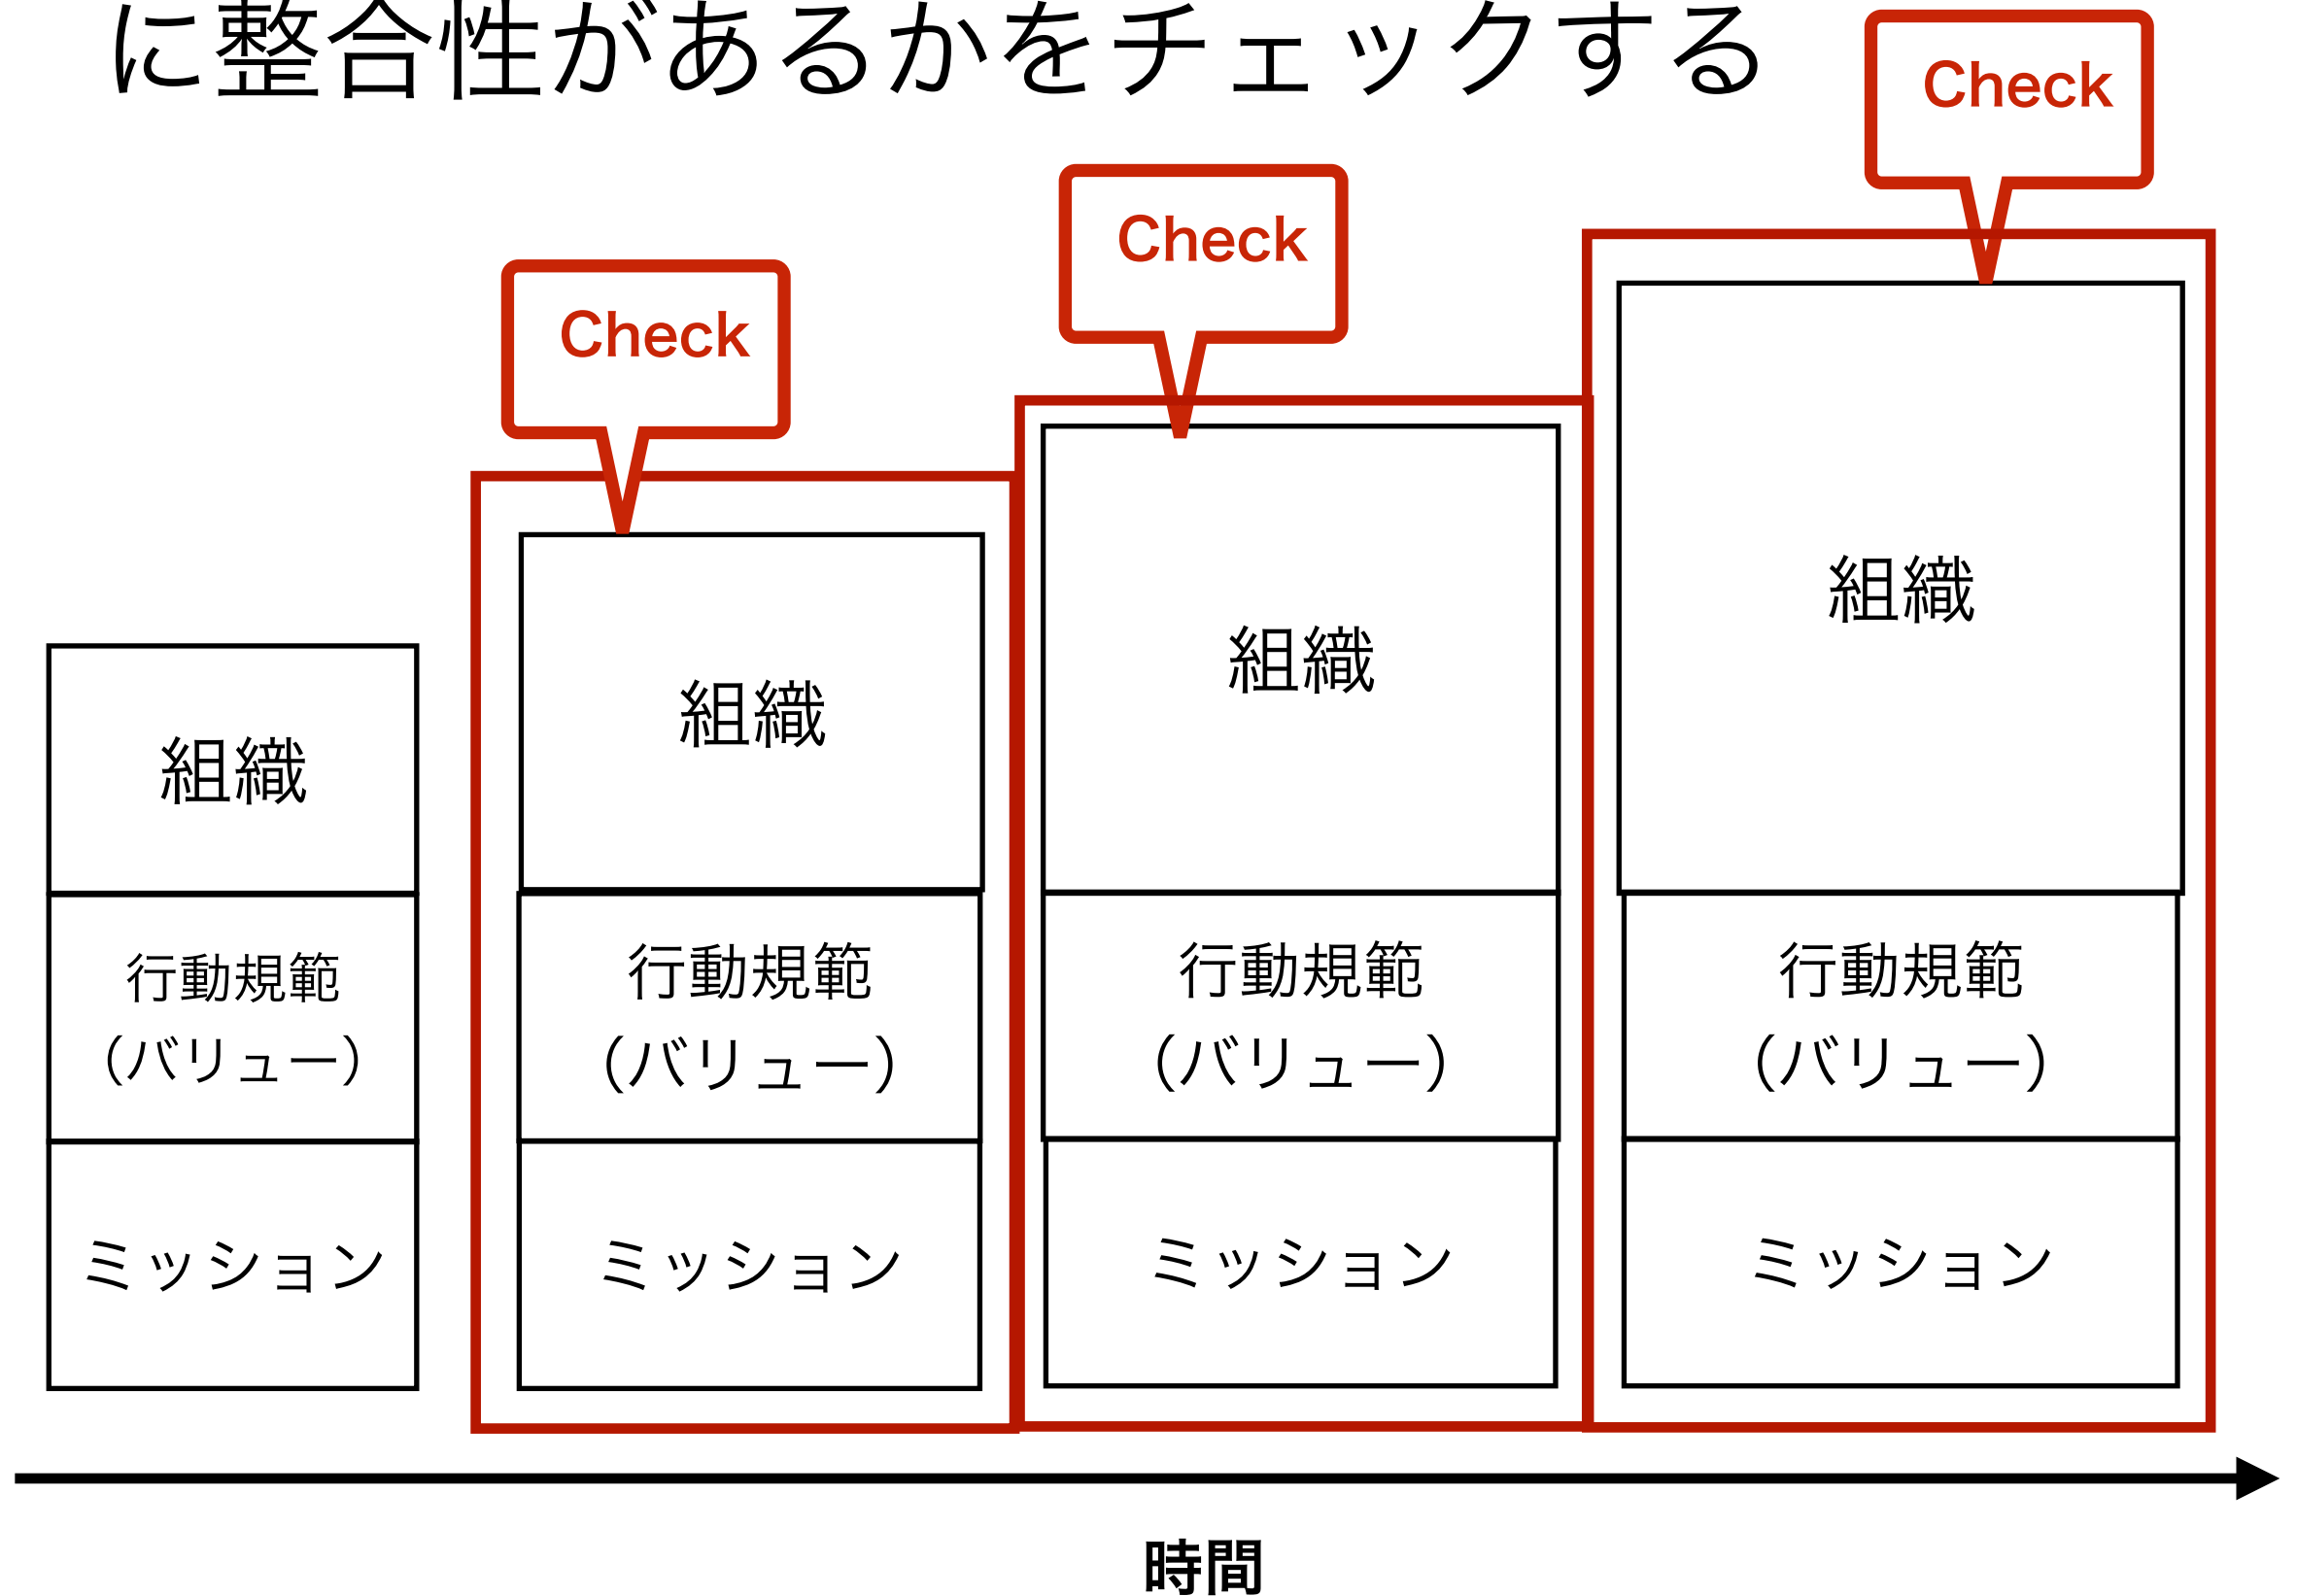 に整合性があるかをチェックする
Check
Check
Check
組織
行動規範
（バリュー）
ミッション
組織
行動規範
（バリュー）
ミッション
組織
行動規範
（バリュー）
ミッション
組織
行動規範
（バリュー）
ミッション
時間